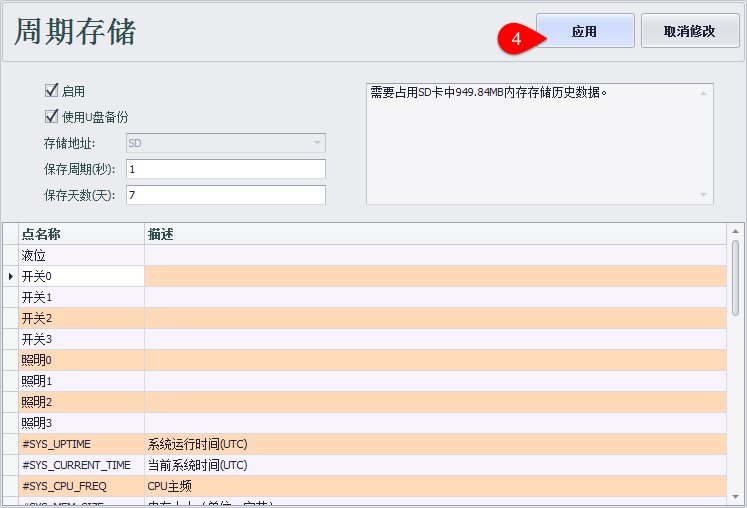 周期存储
4
应用
取消修改
启用
使用U盘备份
存储地址: SD
保存周期(秒): 1
保存天数(天): 7
需要占用SD卡中949.84MB内存存储历史数据。
点名称 描述
液位
开关0
开关1
开关2
开关3
照明0
照明1
照明2
照明3
#SYS_UPTIME 系统运行时间(UTC)
#SYS_CURRENT_TIME 当前系统时间(UTC)
#SYS_CPU_FREQ CPU主频